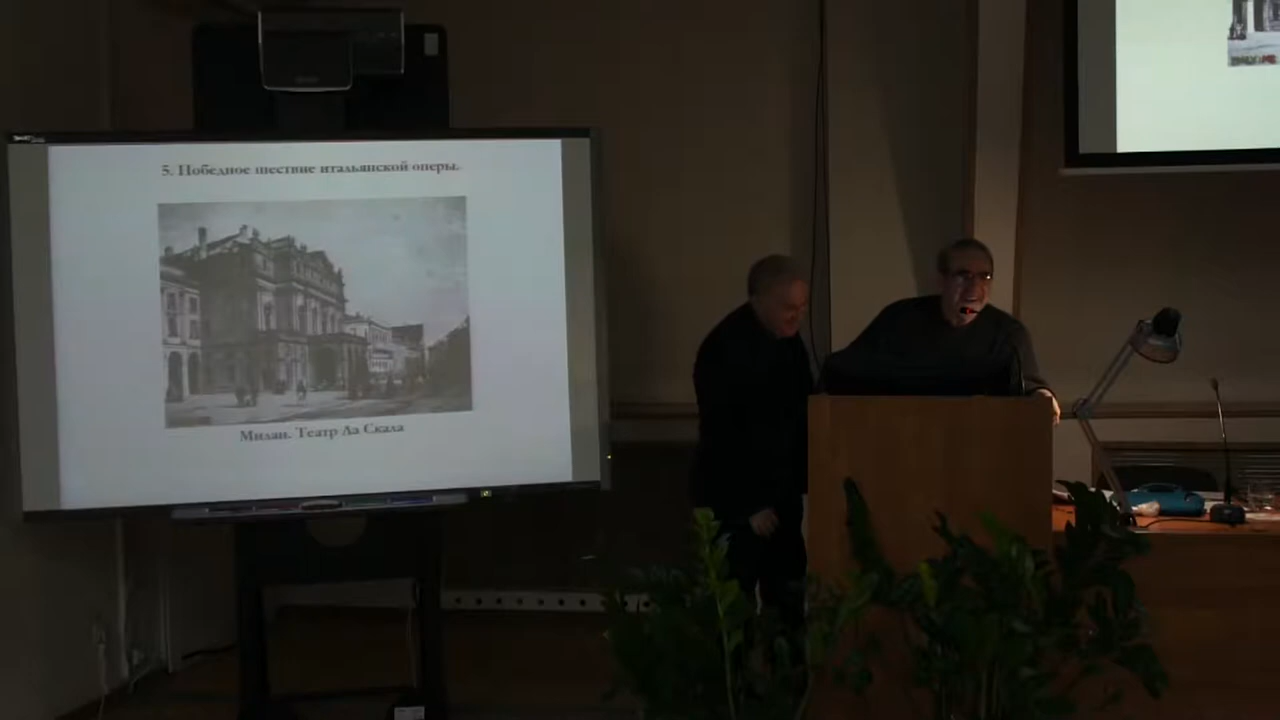 5. Победное шествие итальянской оперы.
Милан. Театр Ла Скала